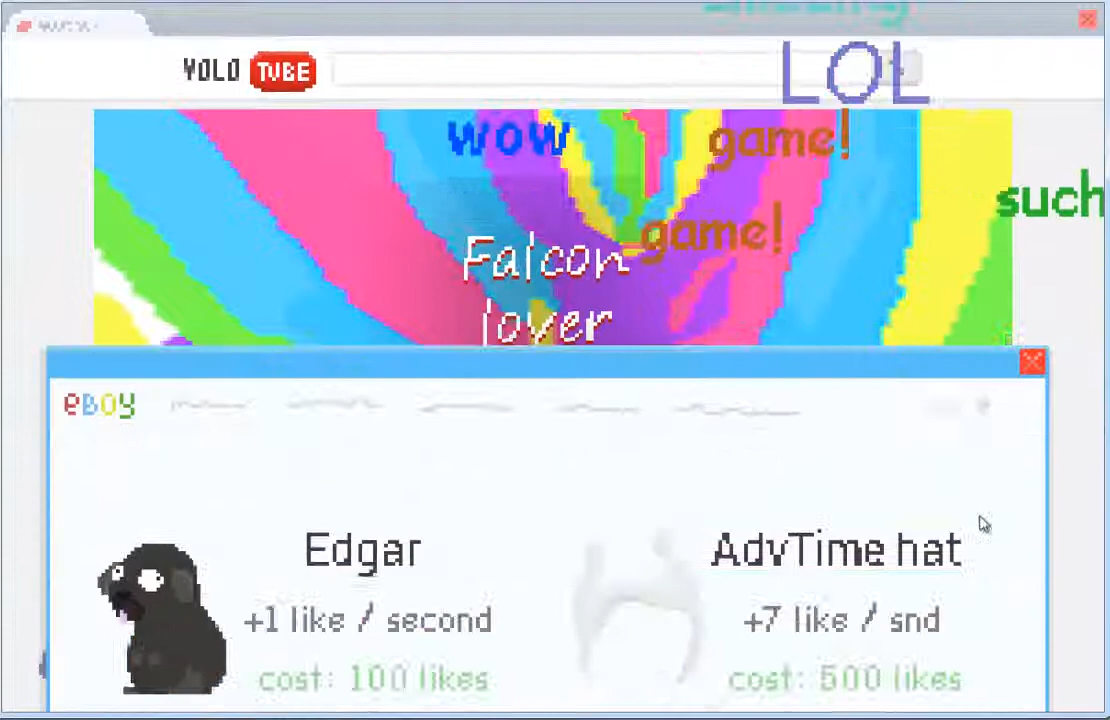 YOLO TUBE
LOL
wow
game!
such
game!
Falcon
lover
eBOY
Edgar
AdvTime hat
+1 like / second
+7 like / snd
cost: 100 likes
cost: 500 likes